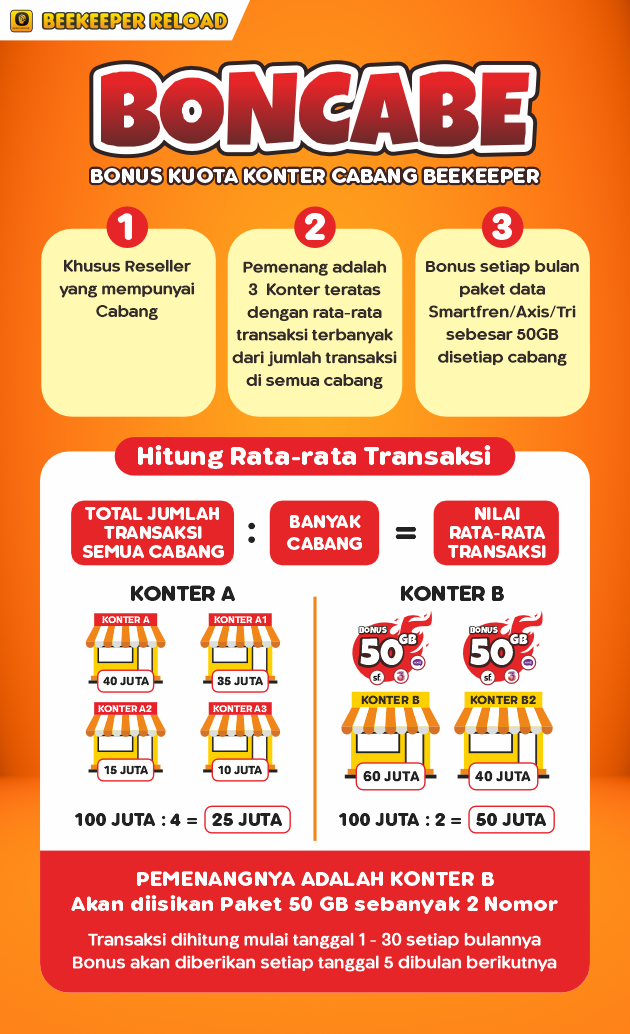 BEEKEEPER RELOAD
BONCABE
BONUS KUOTA KONTER CABANG BEEKEEPER
1
Khusus Reseller
yang mempunyai
Cabang
2
Pemenang adalah
3 Konter teratas
dengan rata-rata
transaksi terbanyak
dari jumlah transaksi
di semua cabang
3
Bonus setiap bulan
paket data
Smartfren/Axis/Tri
sebesar 50GB
disetiap cabang
Hitung Rata-rata Transaksi
TOTAL JUMLAH
TRANSAKSI
SEMUA CABANG
:
BANYAK
CABANG
=
NILAI
RATA-RATA
TRANSAKSI
KONTER A
KONTER A
40 JUTA
KONTER A1
35 JUTA
KONTER A2
15 JUTA
KONTER A3
10 JUTA
100 JUTA : 4 = 25 JUTA
KONTER B
BONUS
50 GB
sf. 3
KONTER B
60 JUTA
BONUS
50 GB
sf. 3
KONTER B2
40 JUTA
100 JUTA : 2 = 50 JUTA
PEMENANGNYA ADALAH KONTER B
Akan diisikan Paket 50 GB sebanyak 2 Nomor
Transaksi dihitung mulai tanggal 1 - 30 setiap bulannya
Bonus akan diberikan setiap tanggal 5 dibulan berikutnya